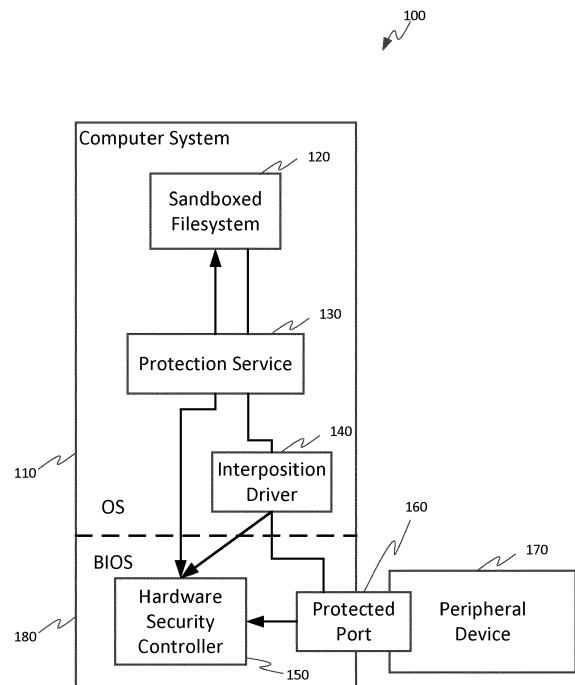 100
Computer System
120
Sandboxed
Filesystem
130
Protection Service
140
110
Interposition
Driver
OS
160
170
BIOS
Hardware
Security
Controller
Protected
Port
Peripheral
Device
180
150